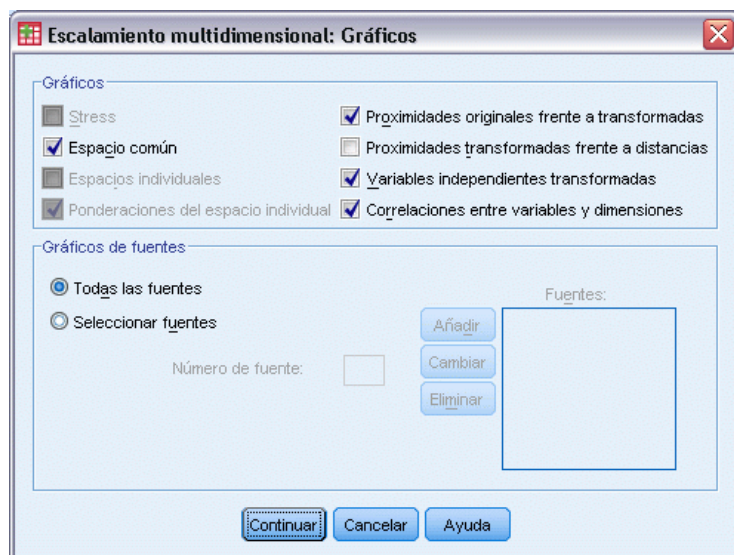 Escalamiento multidimensional: Gráficos
Gráficos
Stress
Espacio común
Espacios individuales
Ponderaciones del espacio individual
Proximidades originales frente a transformadas
Proximidades transformadas frente a distancias
Variables independientes transformadas
Correlaciones entre variables y dimensiones
Gráficos de fuentes
Todas las fuentes
Seleccionar fuentes
Número de fuente:
Añadir
Cambiar
Eliminar
Fuentes:
Continuar
Cancelar
Ayuda